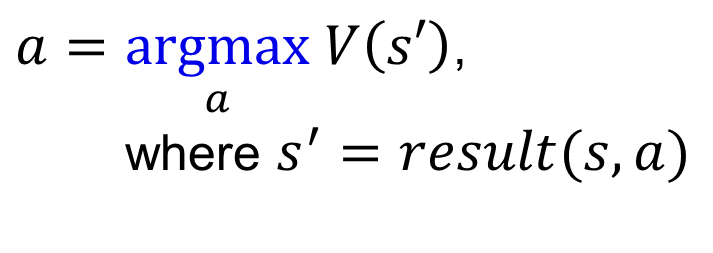 a = argmax V(s′),
a
where s′ = result(s, a)